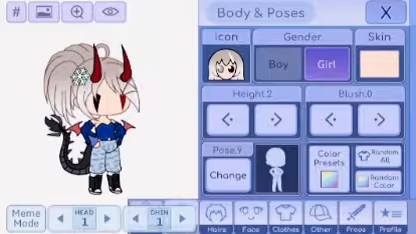 #
Body & Poses
X
Icon
Gender
Skin
Boy
Girl
Height.2
Blush.0
Pose.9
Change
Color
Presets
Random
All
Random
Color
Meme
Mode
HEAD
1
CHIN
1
Hairs
Face
Clothes
Other
Props
Profile